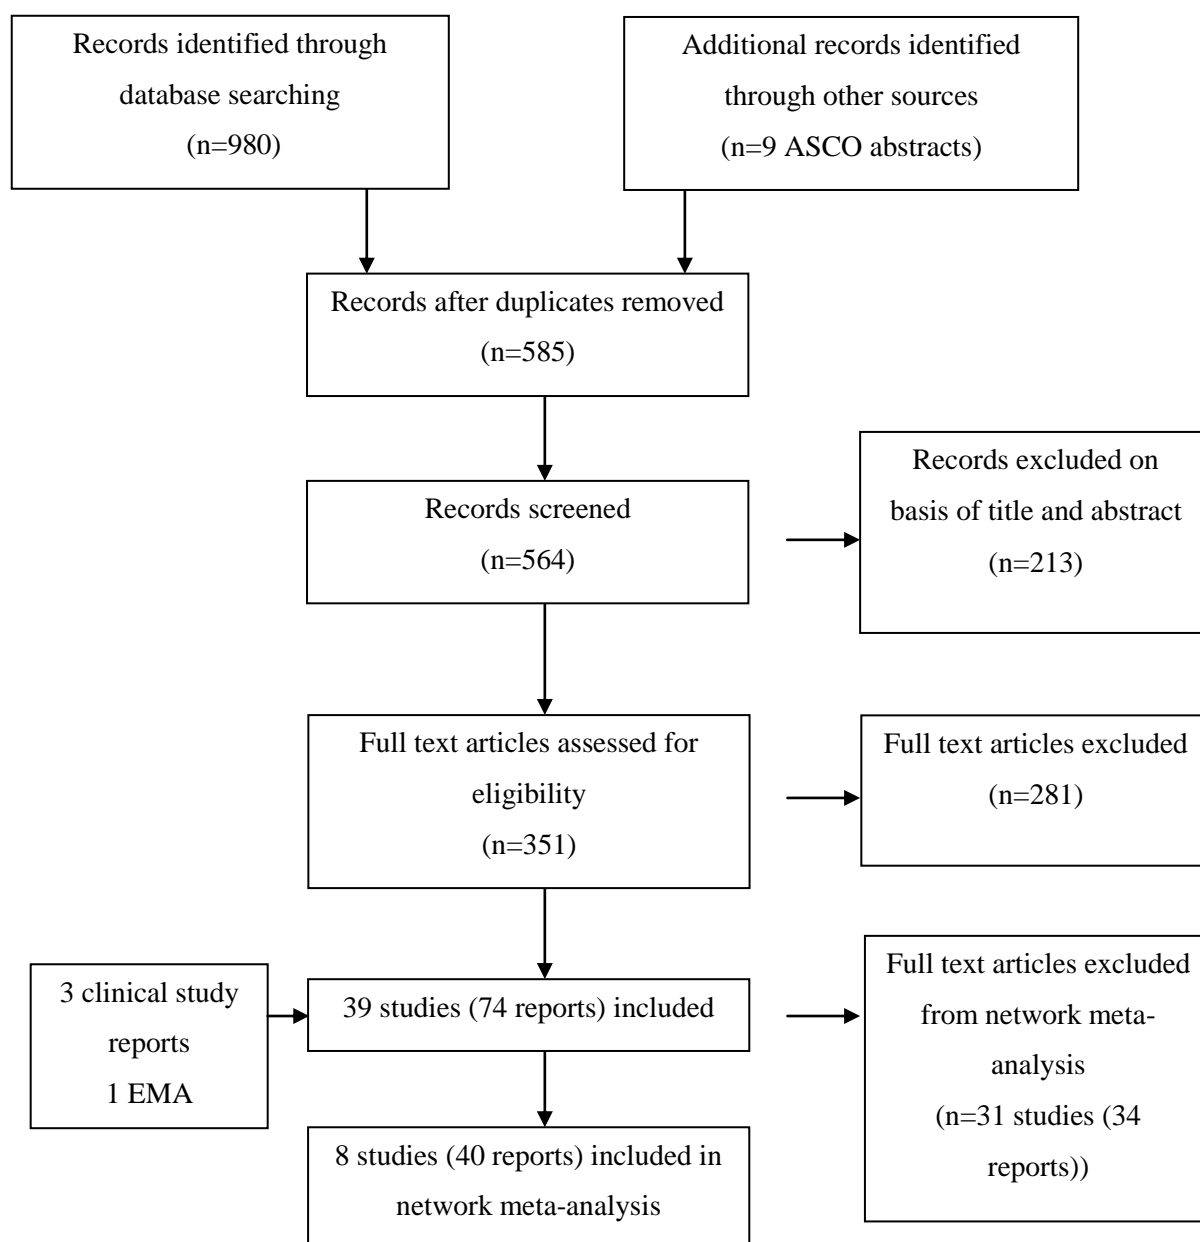 Records identified through
database searching
(n=980)
Additional records identified
through other sources
(n=9 ASCO abstracts)
Records after duplicates removed
(n=585)
Records screened
(n=564)
Records excluded on
basis of title and abstract
(n=213)
Full text articles assessed for
eligibility
(n=351)
Full text articles excluded
(n=281)
3 clinical study
reports
1 EMA
39 studies (74 reports) included
Full text articles excluded
from network meta-
analysis
(n=31 studies (34
reports))
8 studies (40 reports) included in
network meta-analysis